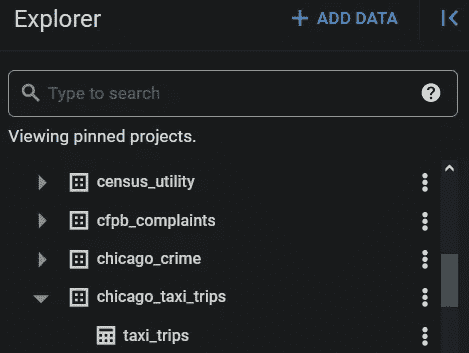 Explorer
+ ADD DATA
Type to search
Viewing pinned projects.
census_utility
cfpb_complaints
chicago_crime
chicago_taxi_trips
taxi_trips